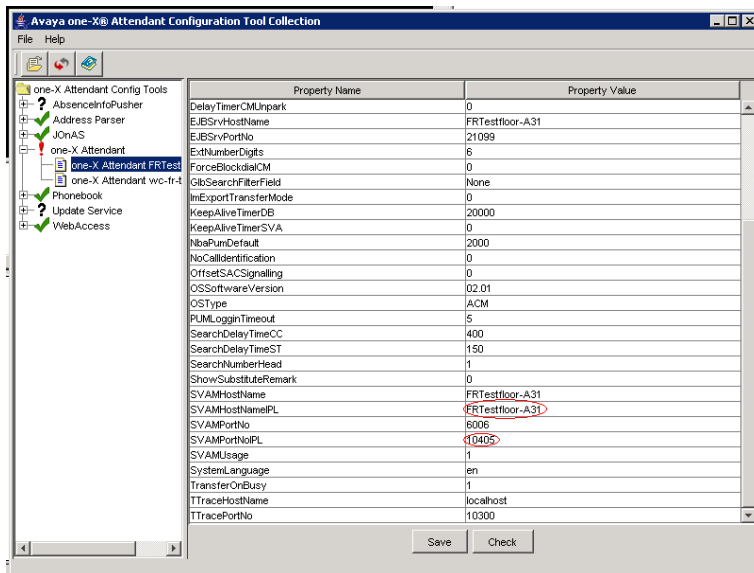 Avaya one-X® Attendant Configuration Tool Collection
File Help
one-X Attendant Config Tools
? AbsenceInfoPusher
Address Parser
JOnAS
one-X Attendant
one-X Attendant FRTest
one-X Attendant wc-fr-t
Phonebook
? Update Service
WebAccess
Property Name Property Value
DelayTimerCMUnpark 0
EJBSrvHostName FRTestfloor-A31
EJBSrvPortNo 21099
ExtNumberDigits 6
ForceBlockdialCM 0
GlbSearchFilterField None
ImExportTransferMode 0
KeepAliveTimerDB 20000
KeepAliveTimerSVA 0
NbaPumDefault 2000
NoCallIdentification 0
OffsetSACSignalling 0
OSSoftwareVersion 02.01
OSType ACM
PUMLogginTimeout 5
SearchDelayTimeCC 400
SearchDelayTimeST 150
SearchNumberHead 1
ShowSubstituteRemark 0
SVAMHostName FRTestfloor-A31
SVAMHostNameIPL FRTestfloor-A31
SVAMPortNo 6006
SVAMPortNoIPL 10405
SVAMUsage 1
SystemLanguage en
TransferOnBusy 1
TTraceHostName localhost
TTracePortNo 10300
Save Check